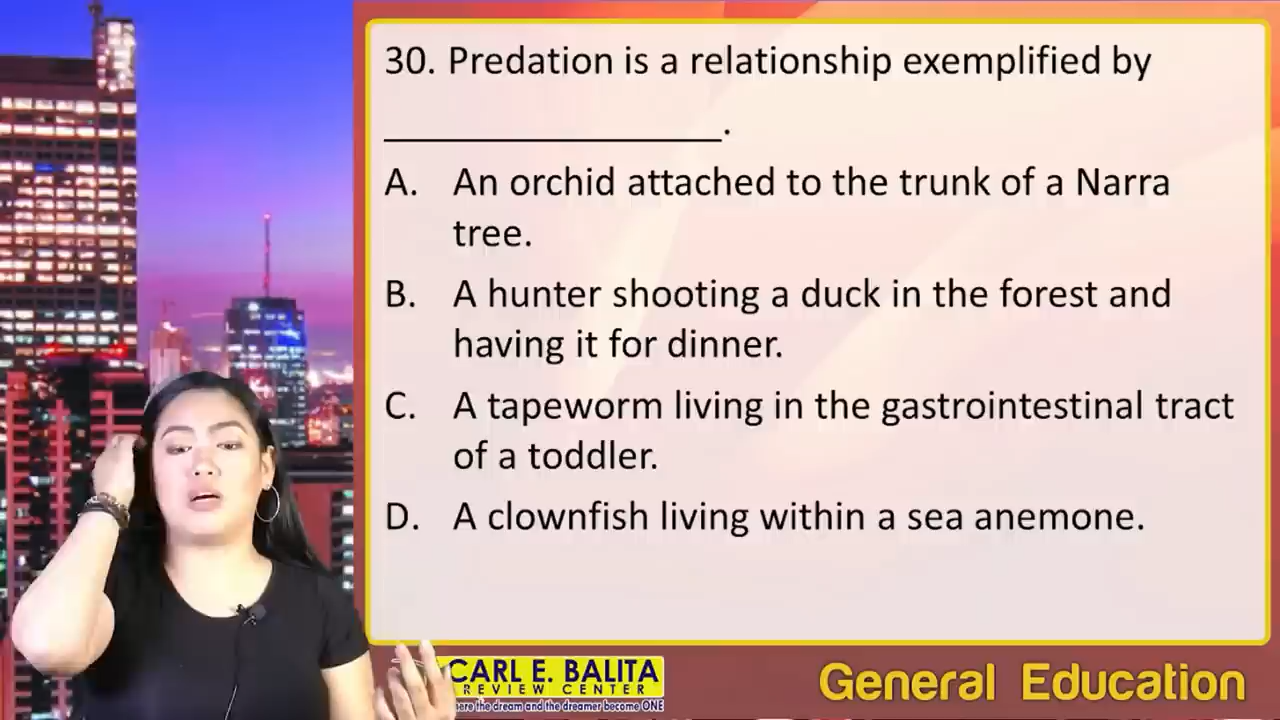 30. Predation is a relationship exemplified by
________________.
A. An orchid attached to the trunk of a Narra
tree.
B. A hunter shooting a duck in the forest and
having it for dinner.
C. A tapeworm living in the gastrointestinal tract
of a toddler.
D. A clownfish living within a sea anemone.
CARL E. BALITA
REVIEW CENTER
ere the dream and the dreamer become ONE
General Education